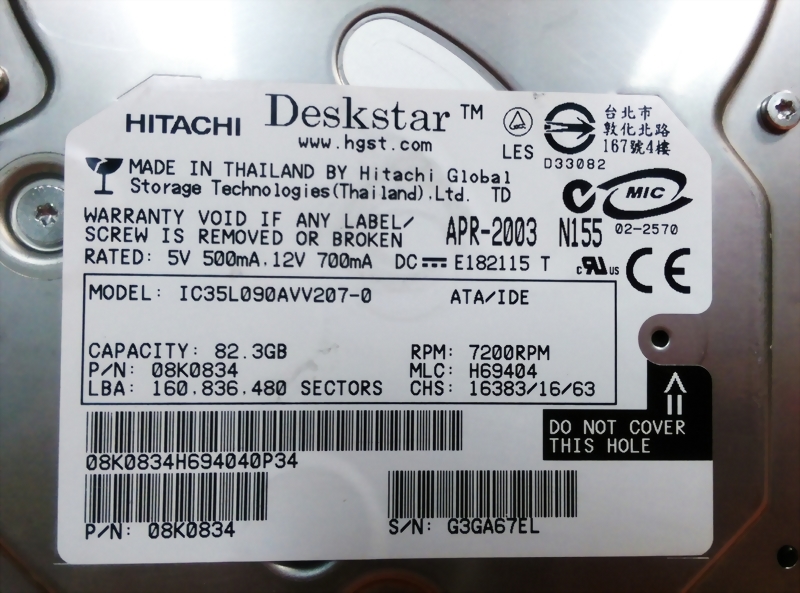 HITACHI Deskstar™
www.hgst.com
LES
D33082
台北市
敦化北路
167號4樓
MADE IN THAILAND BY Hitachi Global
Storage Technologies(Thailand).Ltd. TD
MIC
02-2570
WARRANTY VOID IF ANY LABEL/
SCREW IS REMOVED OR BROKEN
APR-2003 N155
RATED: 5V 500mA.12V 700mA DC E182115 T
c RU US CE
MODEL: IC35L090AVV207-0 ATA/IDE
CAPACITY: 82.3GB RPM: 7200RPM
P/N: 08K0834 MLC: H69404
LBA: 160.836.480 SECTORS CHS: 16383/16/63
DO NOT COVER
THIS HOLE
08K0834H694040P34
P/N: 08K0834
S/N: G3GA67EL